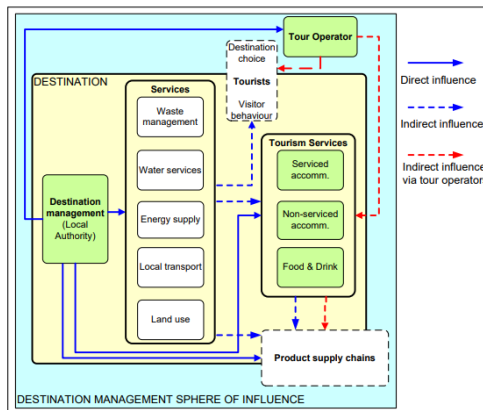 Tour Operator
Destination
choice
Tourists
Visitor
behaviour
Direct influence
Indirect influence
Indirect influence
via tour operator
DESTINATION
Services
Waste
management
Water services
Energy supply
Local transport
Land use
Destination
management
(Local
Authority)
Tourism Services
Serviced
accomm.
Non-serviced
accomm.
Food & Drink
Product supply chains
DESTINATION MANAGEMENT SPHERE OF INFLUENCE